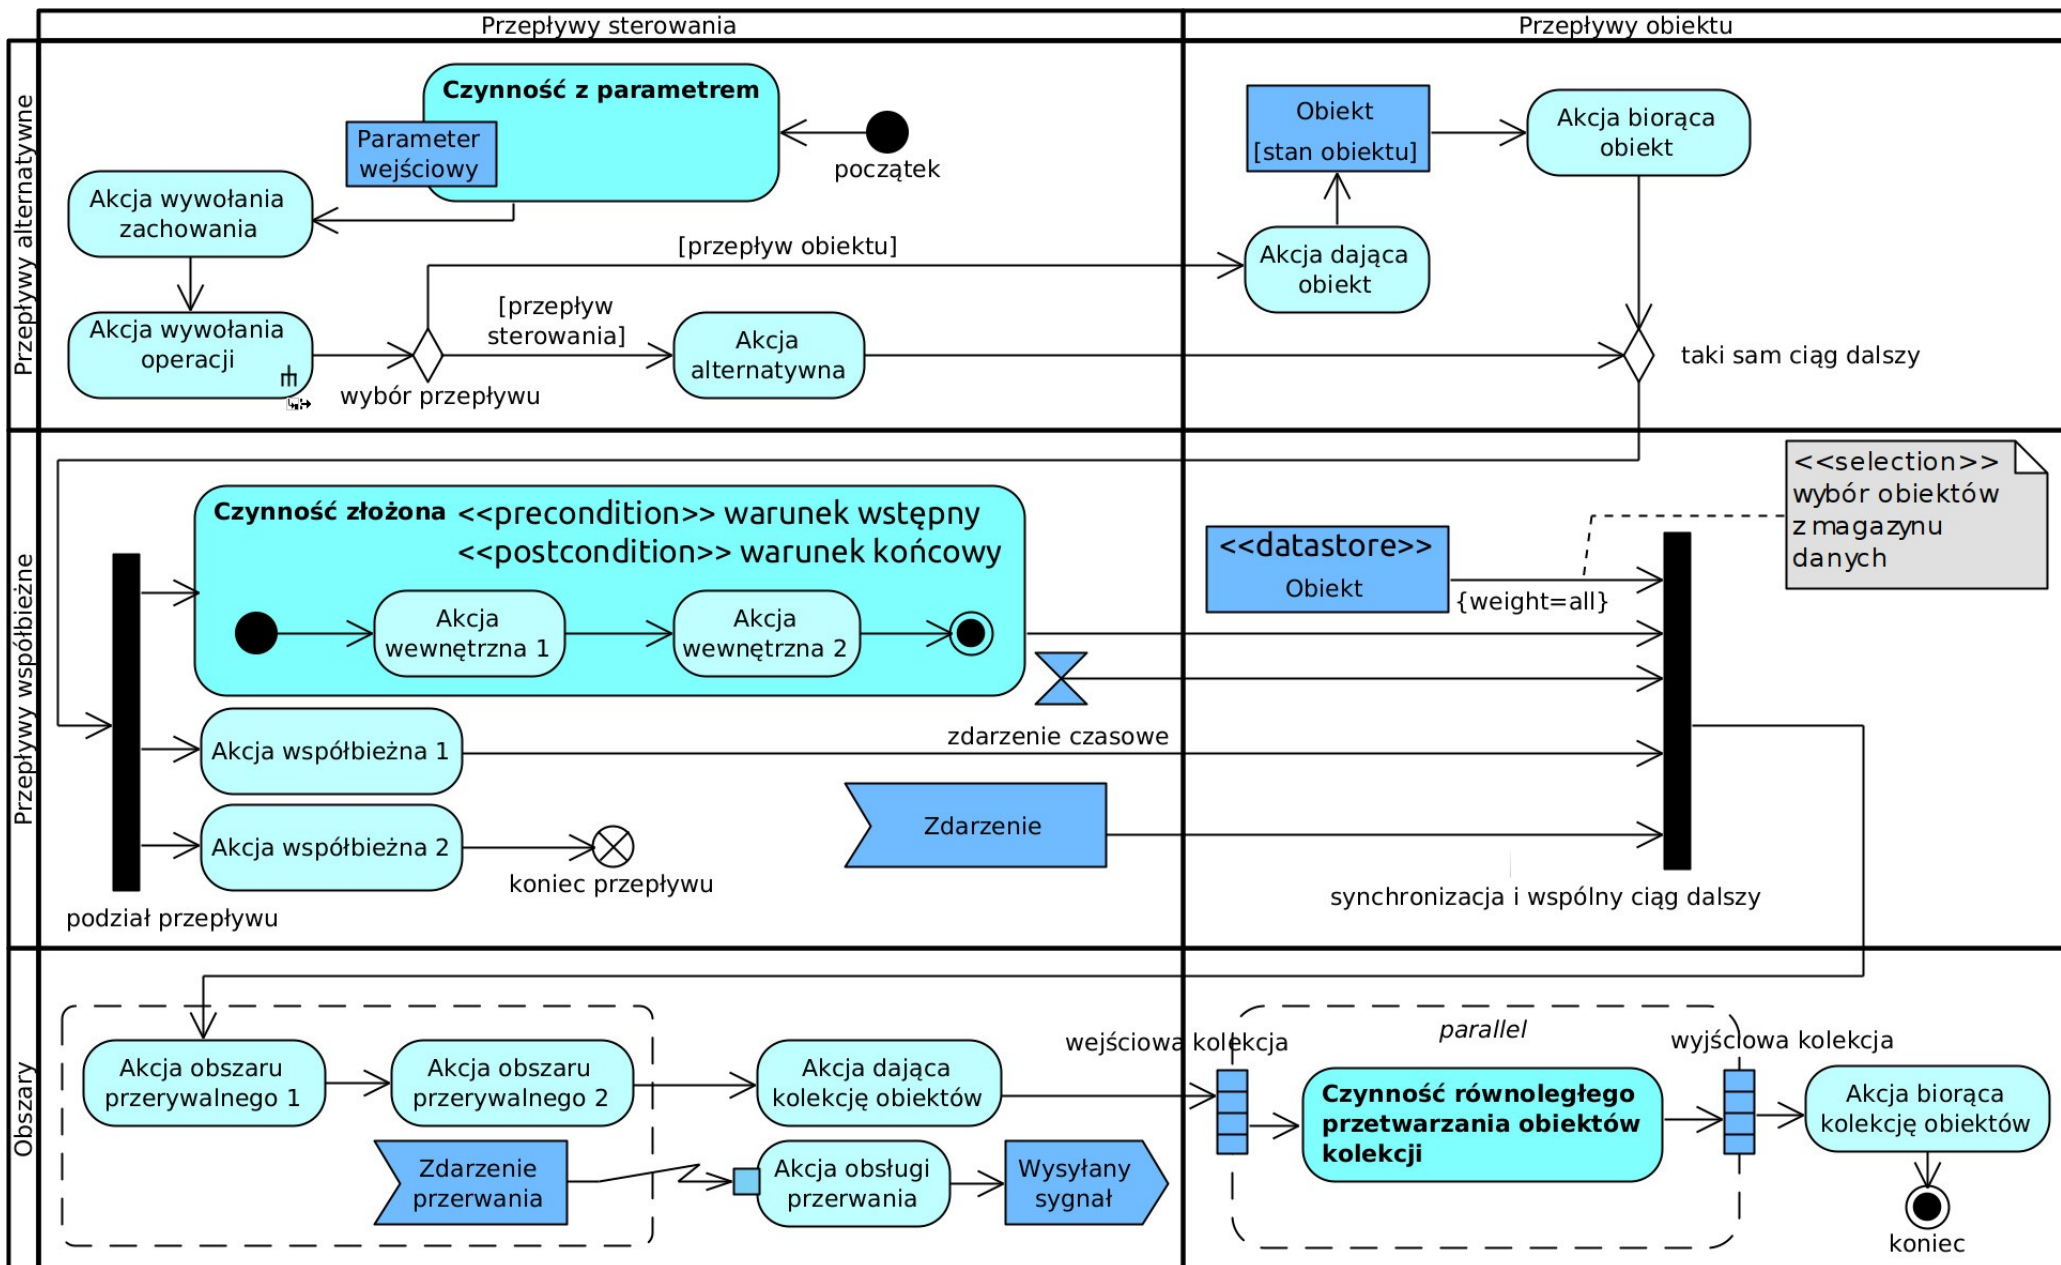 Przepływy sterowania
Przepływy obiektu
Przepływy alternatywne
Czynność z parametrem
Parameter
wejściowy
początek
Akcja wywołania
zachowania
Obiekt
[stan obiektu]
Akcja biorąca
obiekt
[przepływ obiektu]
Akcja dająca
obiekt
[przepływ
sterowania]
Akcja wywołania
operacji
wybór przepływu
Akcja
alternatywna
taki sam ciąg dalszy
Przepływy współbieżne
Czynność złożona <<precondition>> warunek wstępny
<<postcondition>> warunek końcowy
Akcja
wewnętrzna 1
Akcja
wewnętrzna 2
<<datastore>>
Obiekt
{weight=all}
<<selection>>
wybór obiektów
z magazynu
danych
zdarzenie czasowe
Akcja współbieżna 1
Zdarzenie
Akcja współbieżna 2
koniec przepływu
podział przepływu
synchronizacja i wspólny ciąg dalszy
Obszary
Akcja obszaru
przerywalnego 1
Akcja obszaru
przerywalnego 2
Akcja dająca
kolekcję obiektów
wejściowa kolekcja
parallel
wyjściowa kolekcja
Czynność równoległego
przetwarzania obiektów
kolekcji
Akcja biorąca
kolekcję obiektów
Zdarzenie
przerwania
Akcja obsługi
przerwania
Wysyłany
sygnał
koniec